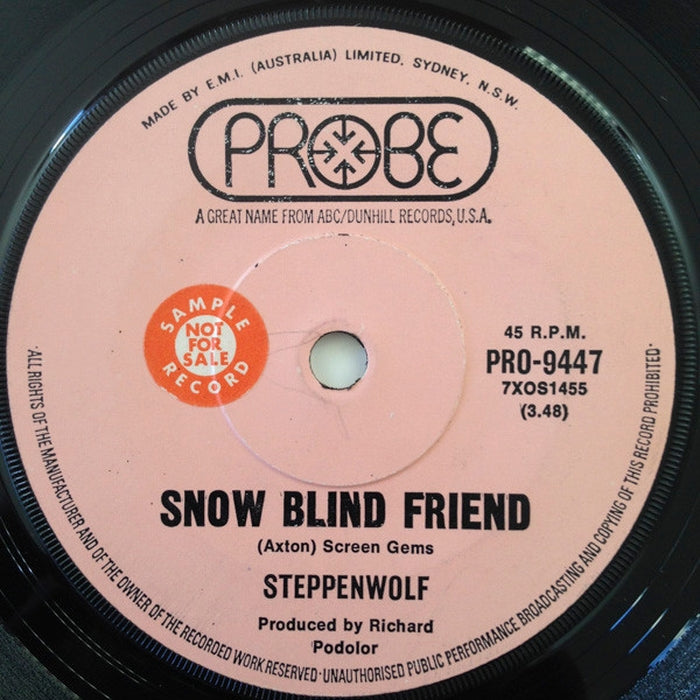 MADE BY E.M.I. (AUSTRALIA) LIMITED. SYDNEY. N.S.W.
PROBE
A GREAT NAME FROM ABC/DUNHILL RECORDS, U.S.A.
SAMPLE
NOT
FOR
SALE
RECORD
45 R.P.M.
PRO-9447
7XOS1455
(3.48)
SNOW BLIND FRIEND
(Axton) Screen Gems
STEPPENWOLF
Produced by Richard
Podolor
·ALL RIGHTS OF THE MANUFACTURER AND OF THE OWNER OF THE RECORDED WORK RESERVED·UNAUTHORISED PUBLIC PERFORMANCE BROADCASTING AND COPYING OF THIS RECORD PROHIBITED·